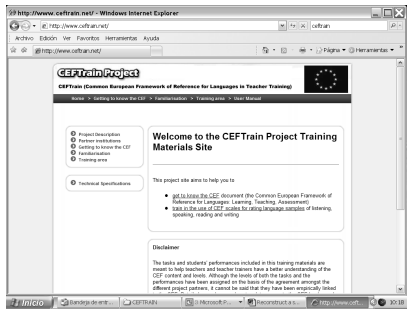 http://www.ceftrain.net/ - Windows Internet Explorer
http://www.ceftrain.net/
ceftrain
Archivo Edición Ver Favoritos Herramientas Ayuda
http://www.ceftrain.net/
Página Herramientas
CEFTrain Project
CEFTrain (Common European Framework of Reference for Languages in Teacher Training)
Home > Getting to know the CEF > Familiarisation > Training area > User Manual
Project Description
Partner institutions
Getting to know the CEF
Familiarisation
Training area
Technical Specifications
Welcome to the CEFTrain Project Training
Materials Site
This project site aims to help you to
get to know the CEF document (the Common European Framework of
Reference for Languages: Learning, Teaching, Assessment)
train in the use of CEF scales for rating language samples of listening,
speaking, reading and writing
Disclaimer
The tasks and students' performances included in this training materials are
meant to help teachers and teacher trainers have a better understanding of the
CEF content and levels. Although the levels of both the tasks and the
performances have been assigned on the basis of the agreement amongst the
different project partners, it cannot be said that they have been empirically linked
Inicio Bandeja de entr... CEFTRAIN Microsoft P... Reconstruct a s... http://www.ceft... 10:18